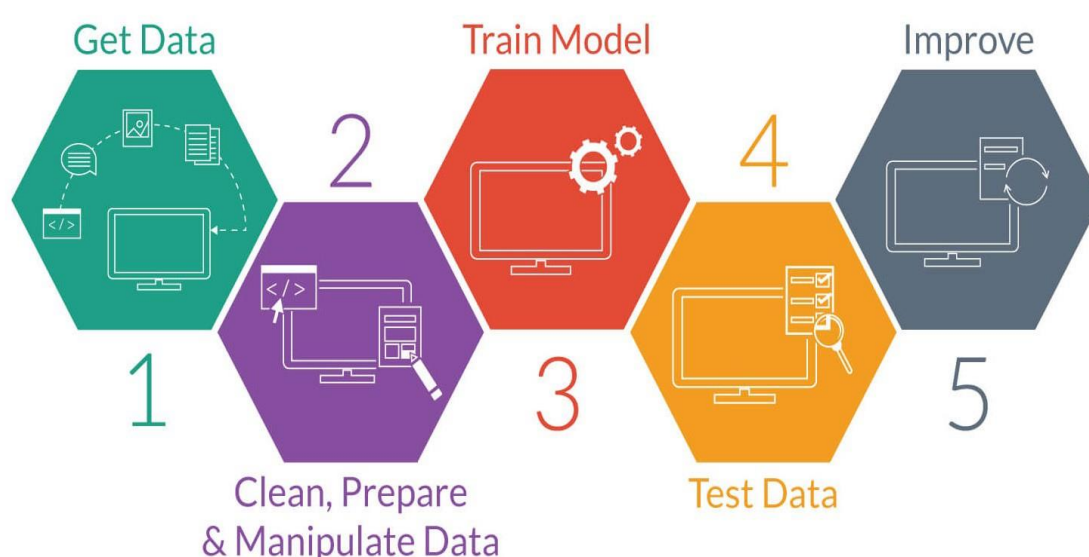 Get Data
1
2
Clean, Prepare
& Manipulate Data
Train Model
3
4
Test Data
Improve
5
</>
</>